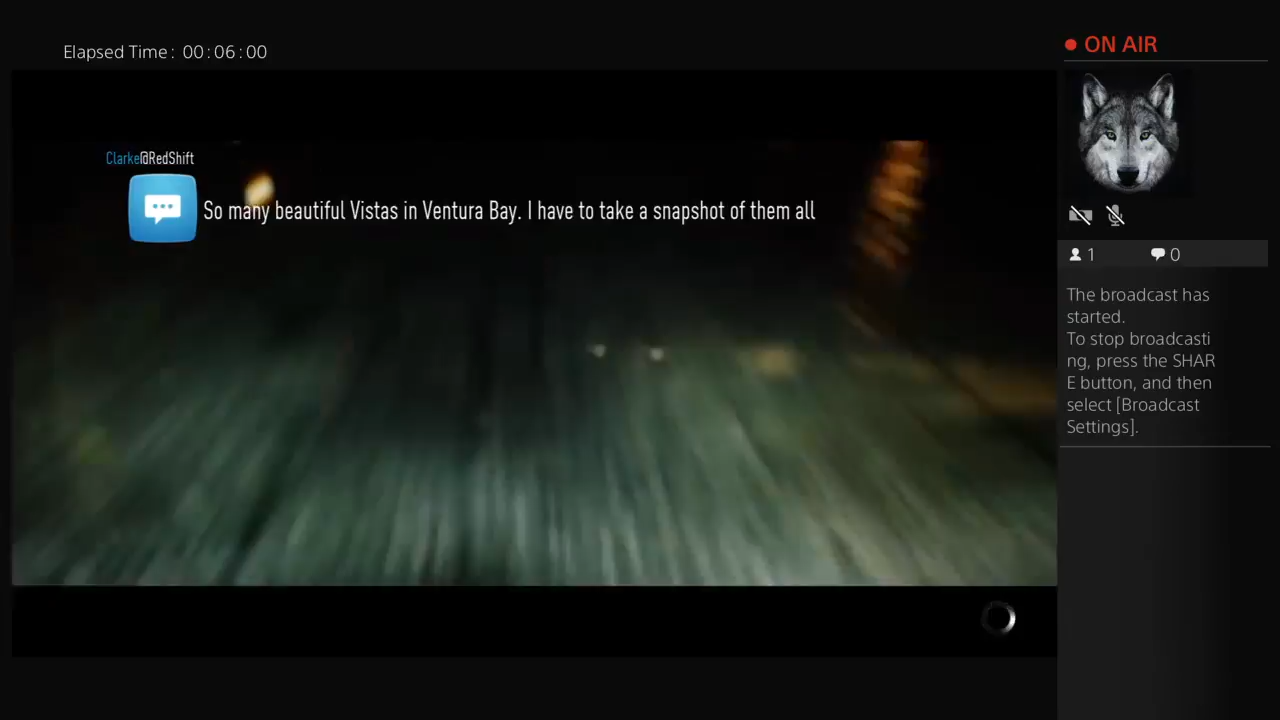 Elapsed Time: 00:06:00
ON AIR
Clarke@RedShift
So many beautiful Vistas in Ventura Bay. I have to take a snapshot of them all
1 0
The broadcast has
started.
To stop broadcasti
ng, press the SHAR
E button, and then
select [Broadcast
Settings].